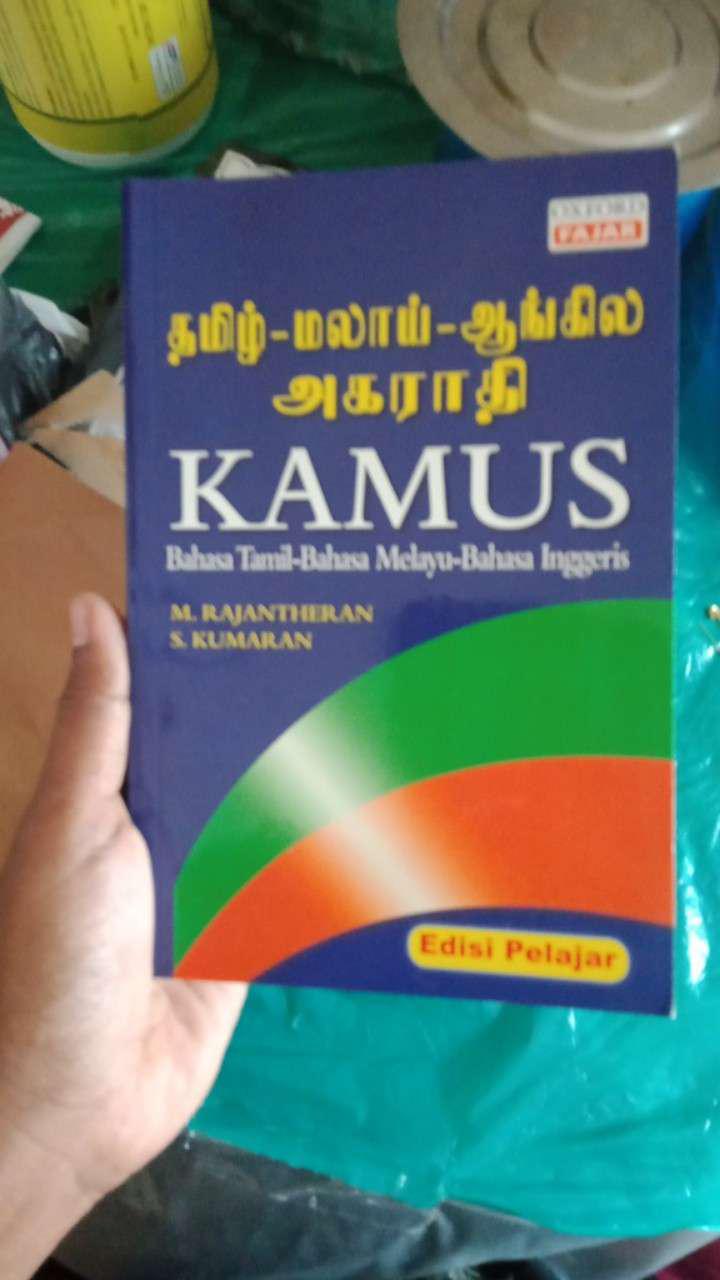 OXFORD
FAJAR
தமிழ்-மலாய்-ஆங்கில
அகராதி
KAMUS
Bahasa Tamil-Bahasa Melayu-Bahasa Inggeris
M. RAJANTHERAN
S. KUMARAN
Edisi Pelajar